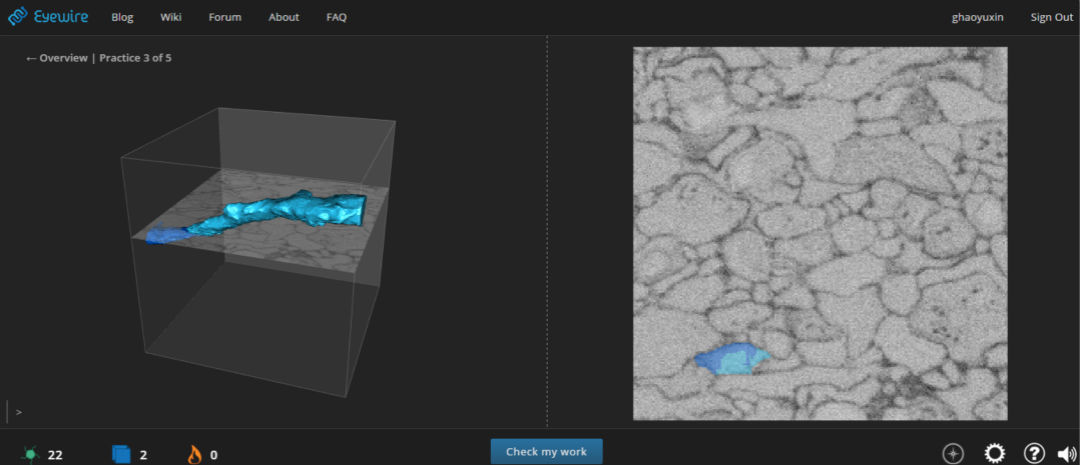 Eyewire Blog Wiki Forum About FAQ ghaoyuxin Sign Out
← Overview | Practice 3 of 5
>
22 2 0 Check my work ?